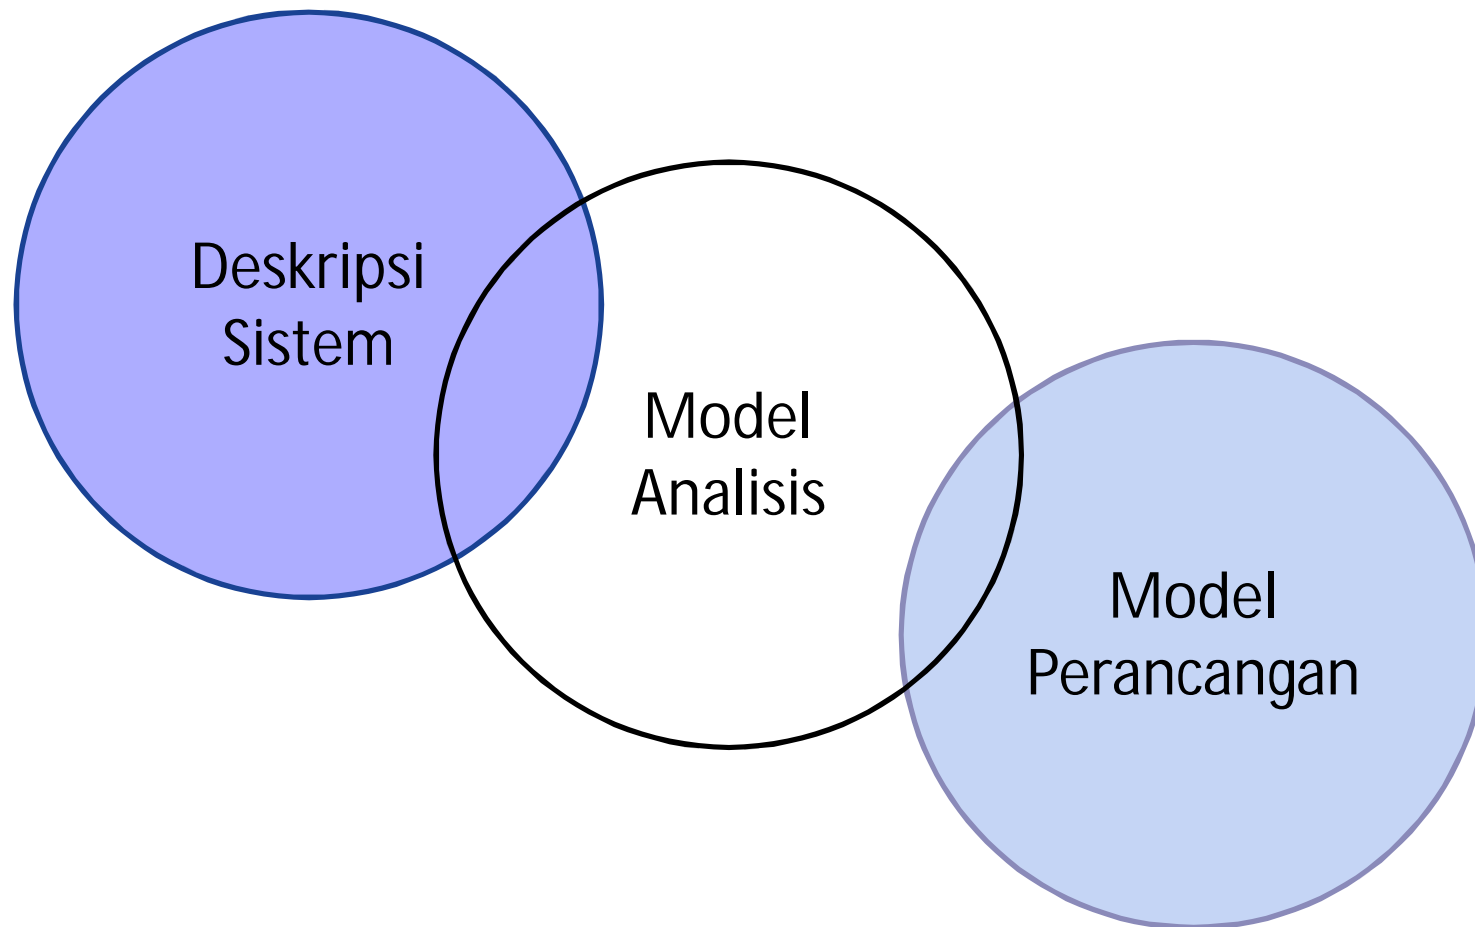 Deskripsi
Sistem
Model
Analisis
Model
Perancangan